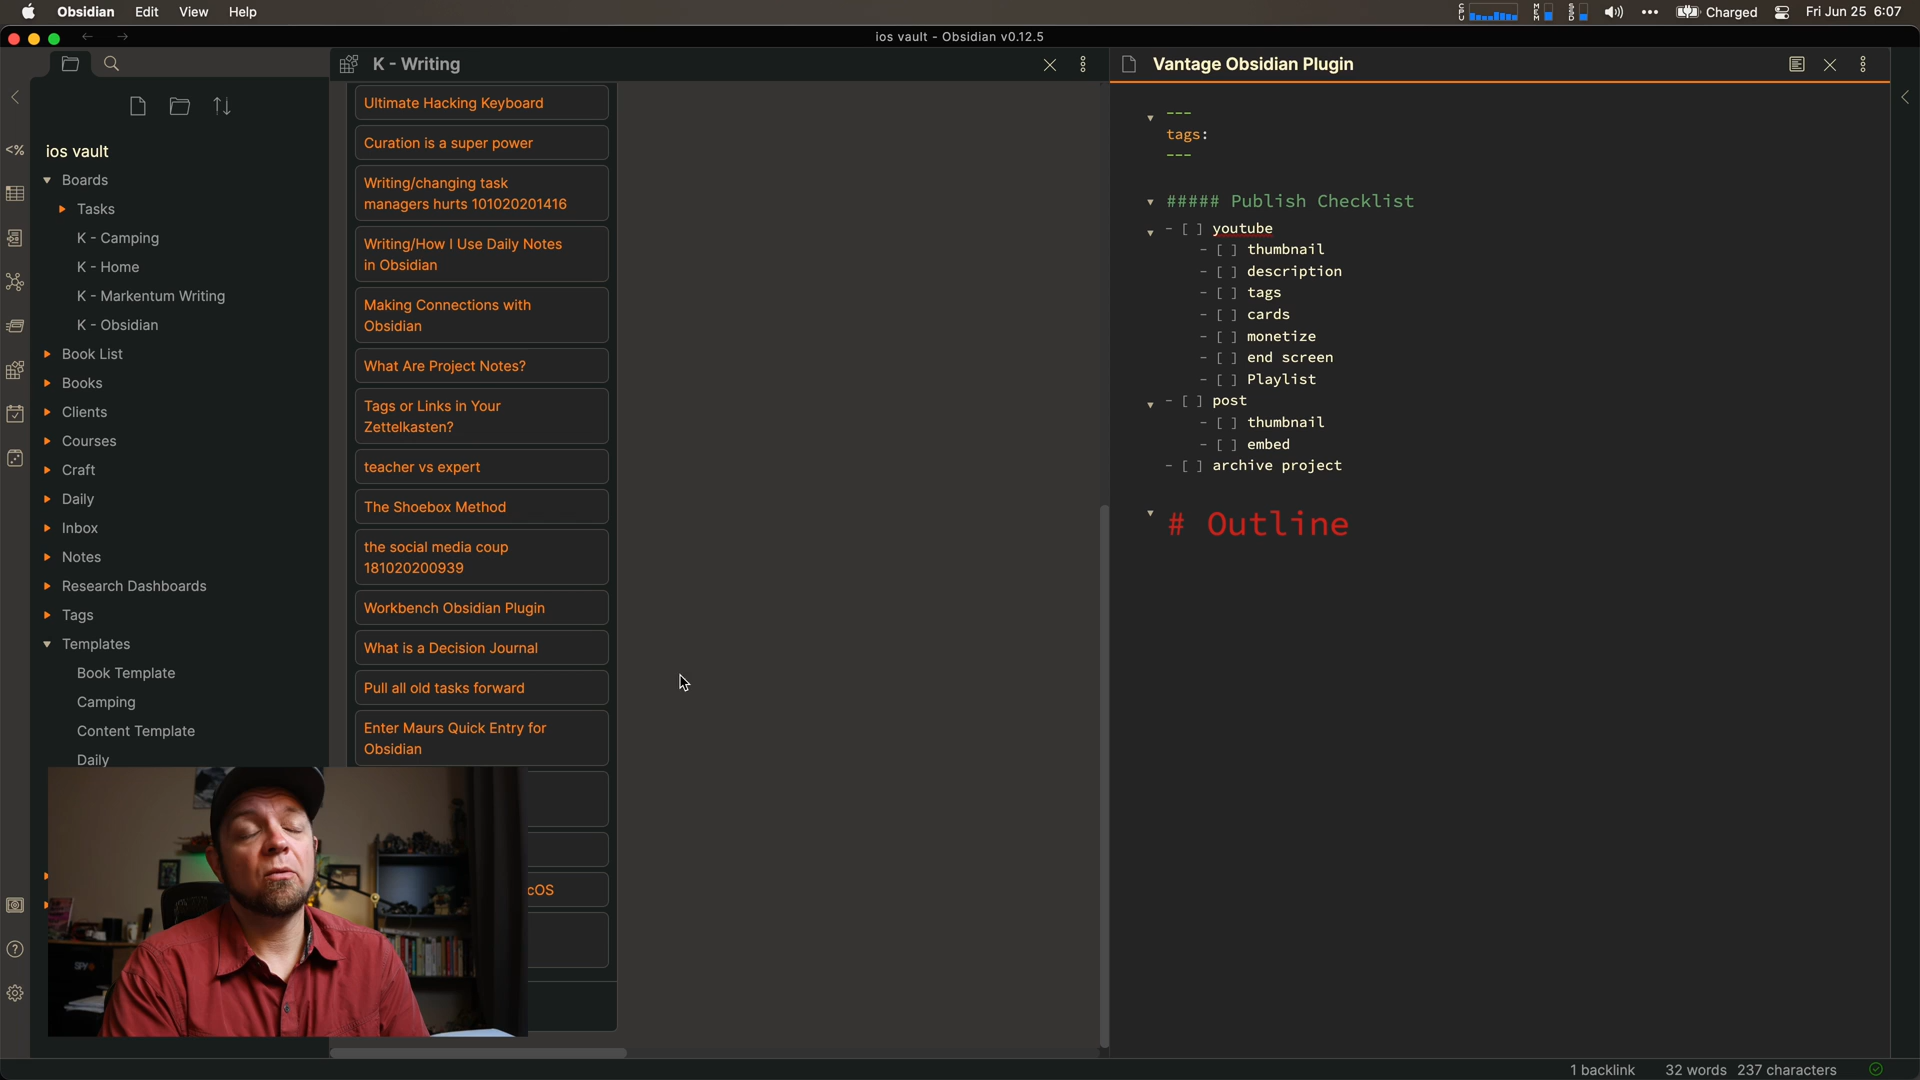 Obsidian Edit View Help
CPU MEM SSD Charged Fri Jun 25 6:07
ios vault - Obsidian v0.12.5
ios vault
Boards
Tasks
K - Camping
K - Home
K - Markentum Writing
K - Obsidian
Book List
Books
Clients
Courses
Craft
Daily
Inbox
Notes
Research Dashboards
Tags
Templates
Book Template
Camping
Content Template
Daily
K - Writing
Ultimate Hacking Keyboard
Curation is a super power
Writing/changing task
managers hurts 101020201416
Writing/How I Use Daily Notes
in Obsidian
Making Connections with
Obsidian
What Are Project Notes?
Tags or Links in Your
Zettelkasten?
teacher vs expert
The Shoebox Method
the social media coup
181020200939
Workbench Obsidian Plugin
What is a Decision Journal
Pull all old tasks forward
Enter Maurs Quick Entry for
Obsidian
cOS
Vantage Obsidian Plugin
---
tags:
---
##### Publish Checklist
- [ ] youtube
- [ ] thumbnail
- [ ] description
- [ ] tags
- [ ] cards
- [ ] monetize
- [ ] end screen
- [ ] Playlist
- [ ] post
- [ ] thumbnail
- [ ] embed
- [ ] archive project
# Outline
1 backlink 32 words 237 characters